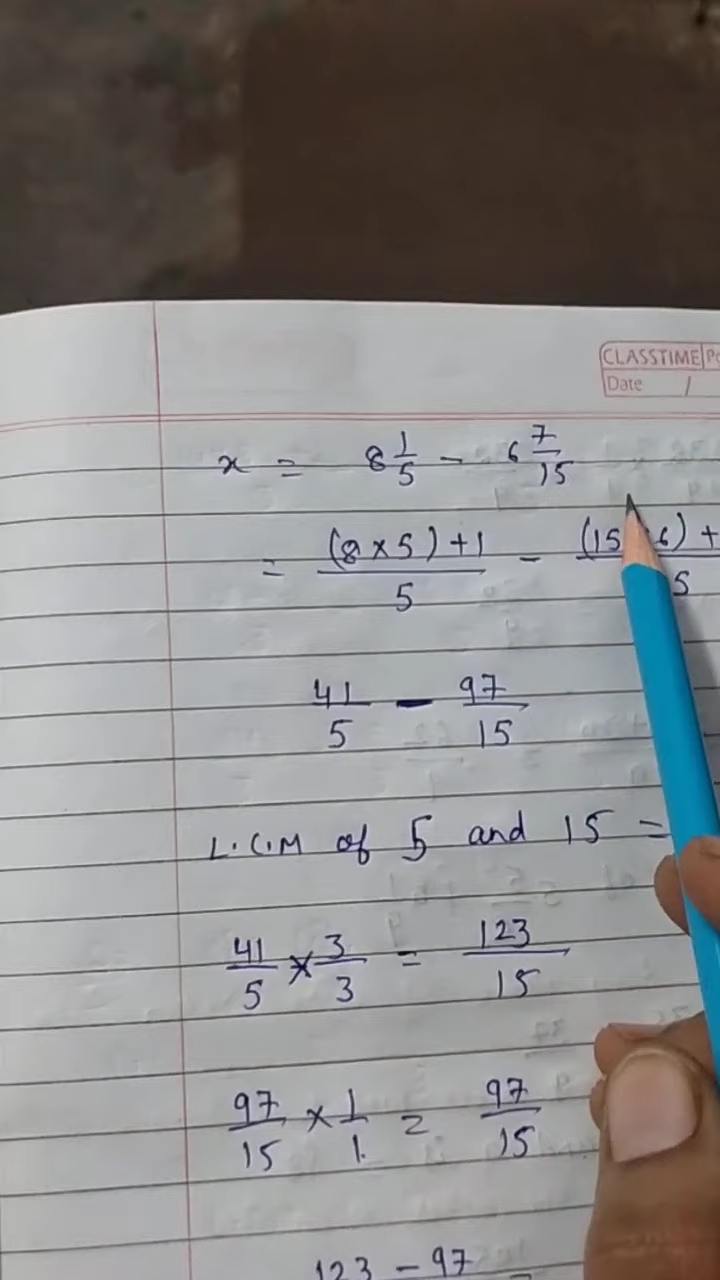 CLASSTIME
Date /
x = 8 1/5 - 6 7/15
= (8 × 5) + 1 / 5 - (15 6) + / 5
41/5 - 97/15
L.C.M of 5 and 15 =
41/5 × 3/3 = 123/15
97/15 × 1/1 = 97/15
123 - 97